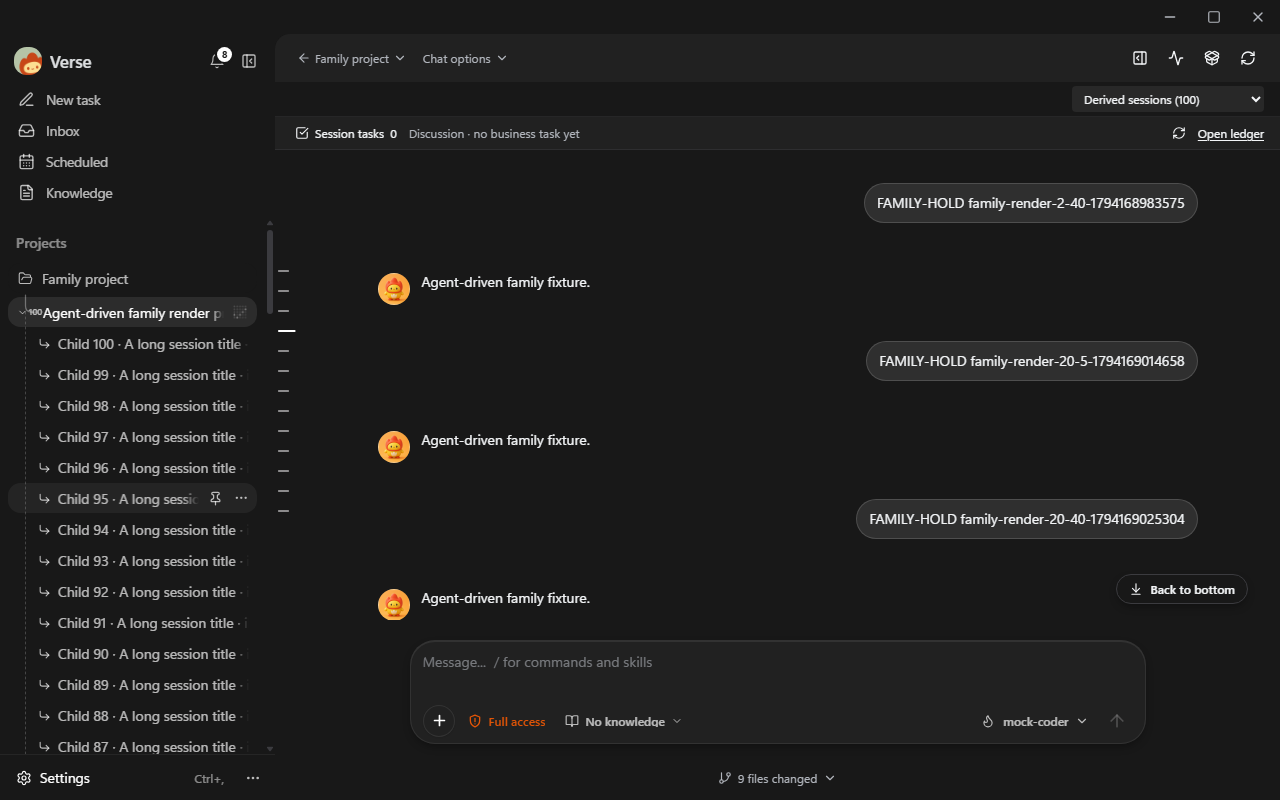 Verse
8
New task
Inbox
Scheduled
Knowledge
Projects
Family project
100 Agent-driven family render p
Child 100 · A long session title
Child 99 · A long session title ·
Child 98 · A long session title ·
Child 97 · A long session title ·
Child 96 · A long session title ·
Child 95 · A long sessic
Child 94 · A long session title ·
Child 93 · A long session title ·
Child 92 · A long session title ·
Child 91 · A long session title · i
Child 90 · A long session title ·
Child 89 · A long session title ·
Child 88 · A long session title ·
Child 87 · A long session title ·
Settings
Ctrl+,
Family project
Chat options
Derived sessions (100)
Session tasks 0 Discussion · no business task yet
Open ledger
FAMILY-HOLD family-render-2-40-1794168983575
Agent-driven family fixture.
FAMILY-HOLD family-render-20-5-1794169014658
Agent-driven family fixture.
FAMILY-HOLD family-render-20-40-1794169025304
Agent-driven family fixture.
Back to bottom
Message... / for commands and skills
Full access
No knowledge
mock-coder
9 files changed